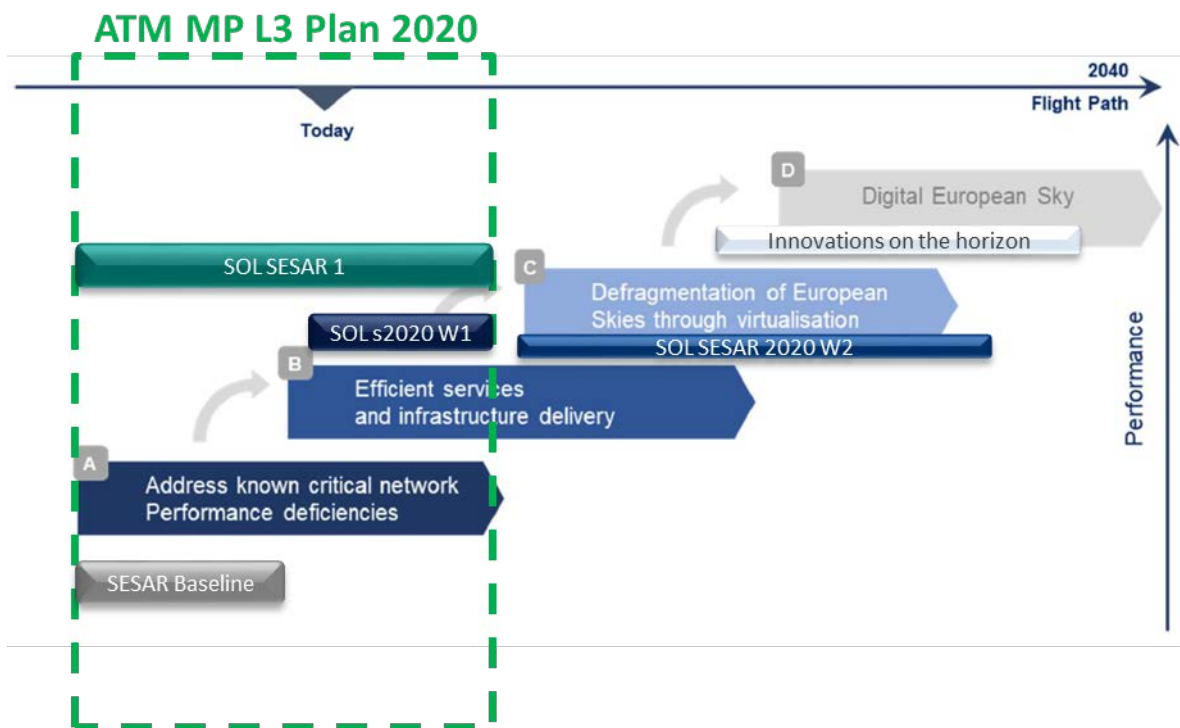 ATM MP L3 Plan 2020
2040
Flight Path
Today
D
Digital European Sky
Innovations on the horizon
SOL SESAR 1
C
Defragmentation of European
Skies through virtualisation
SOL s2020 W1
SOL SESAR 2020 W2
B
Efficient services
and infrastructure delivery
Performance
A
Address known critical network
Performance deficiencies
SESAR Baseline